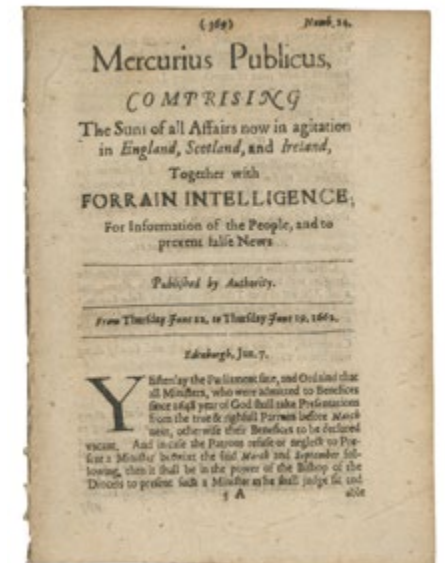 (369) Numb. 24.
Mercurius Publicus,
COMPRISING
The Sum of all Affairs now in agitation
in England, Scotland, and Ireland,
Together with
FORRAIN INTELLIGENCE;
For Information of the People, and to
prevent false News
Published by Authority.
From Thursday June 12. to Thursday June 19. 1662.
Edinburgh, Jun. 7.
YEsterday the Parliament sate, and Ordained that
all Ministers, who were admitted to Benefices
since 1648 year of God shall take Presentations
from the true & rightfull Patrons before March
next, otherwise their Benefices to be declared
vacant. And in case the Patrons refuse or neglect to Pre-
sent a Minister betwixt the said March and September fol-
lowing, then it shall be in the power of the Bishop of the
Diocess to present such a Minister as he shall judge fit and
5 A able